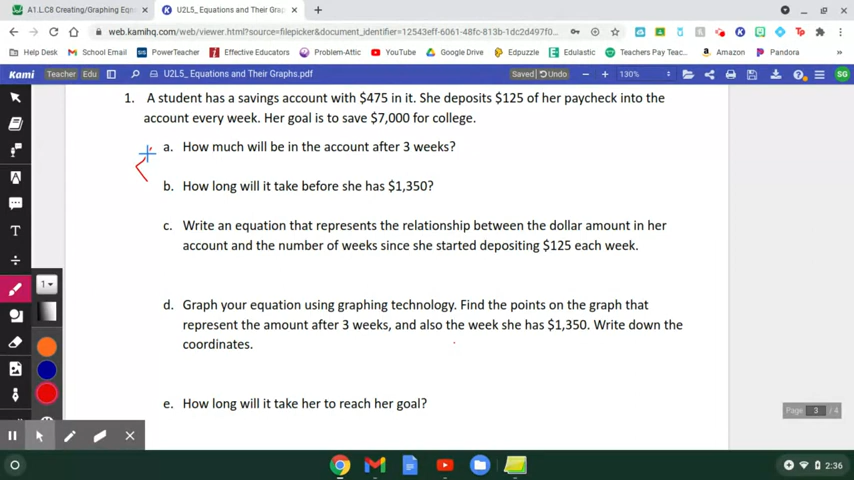 A1.L.C8 Creating/Graphing Equ
U2L5_ Equations and Their Gra
web.kamihq.com/web/viewer.html?source=filepicker&document_identifier=12543eff-6061-48fc-813b-1dc2d497f0...
Help Desk School Email SIS PowerTeacher Effective Educators Problem-Attic YouTube Google Drive Edpuzzle Edulastic Teachers Pay Teac... Amazon Pandora
Kami Teacher Edu U2L5_ Equations and Their Graphs.pdf Saved Undo 130% SG
1. A student has a savings account with $475 in it. She deposits $125 of her paycheck into the
account every week. Her goal is to save $7,000 for college.
a. How much will be in the account after 3 weeks?
b. How long will it take before she has $1,350?
c. Write an equation that represents the relationship between the dollar amount in her
account and the number of weeks since she started depositing $125 each week.
d. Graph your equation using graphing technology. Find the points on the graph that
represent the amount after 3 weeks, and also the week she has $1,350. Write down the
coordinates.
e. How long will it take her to reach her goal?
1
Page 3 / 4
2:36